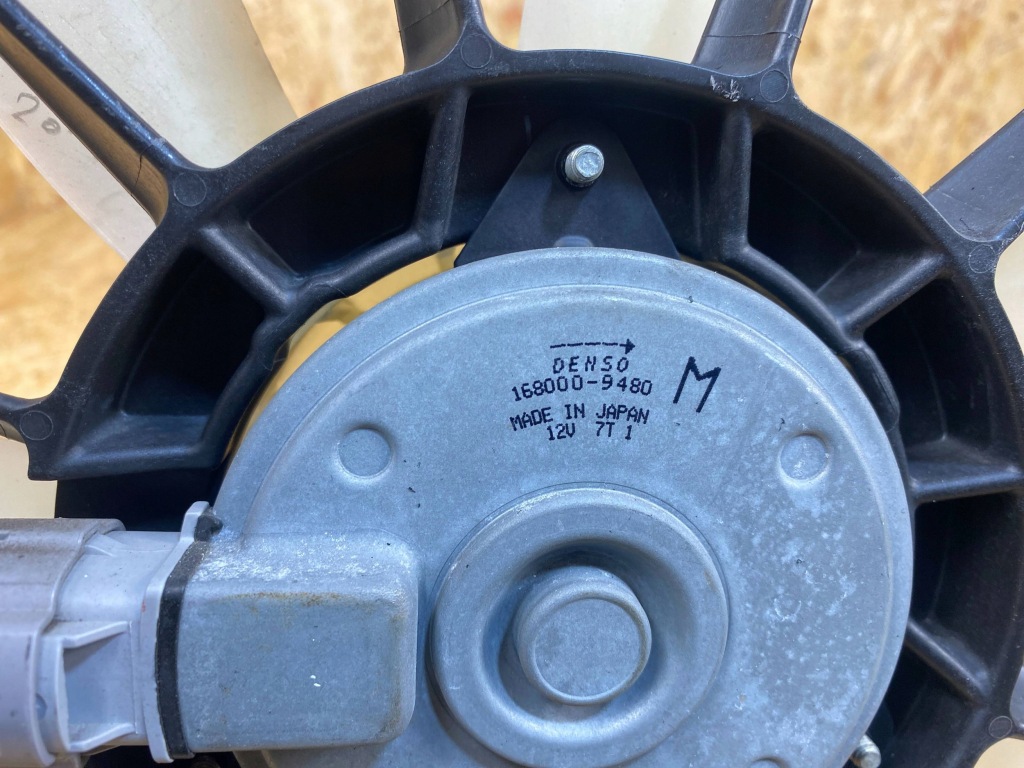 20
DENSO
168000-9480
M
MADE IN JAPAN
12V 7T 1